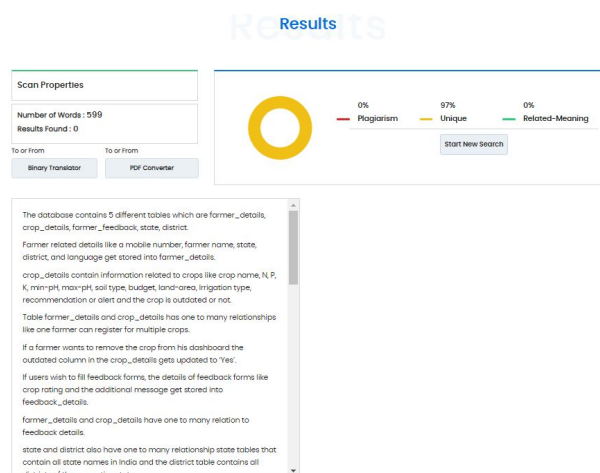 Results
Scan Properties
Number of Words : 599
Results Found : 0
To or From
To or From
Binary Translator
PDF Converter
0%
Plagiarism
97%
Unique
0%
Related-Meaning
Start New Search
The database contains 5 different tables which are farmer_details,
crop_details, farmer_feedback, state, district.
Farmer related details like a mobile number, farmer name, state,
district, and language get stored into farmer_details.
crop_details contain information related to crops like crop name, N, P,
K, min-pH, max-pH, soil type, budget, land-area, Irrigation type,
recommendation or alert and the crop is outdated or not.
Table farmer_details and crop_details has one to many relationships
like one farmer can register for multiple crops.
If a farmer wants to remove the crop from his dashboard the
outdated column in the crop_details gets updated to ‘Yes’.
If users wish to fill feedback forms, the details of feedback forms like
crop rating and the additional message get stored into
feedback_details.
farmer_details and crop_details have one to many relation to
feedback details.
state and district also have one to many relationship state tables that
contain all state names in India and the district table contains all